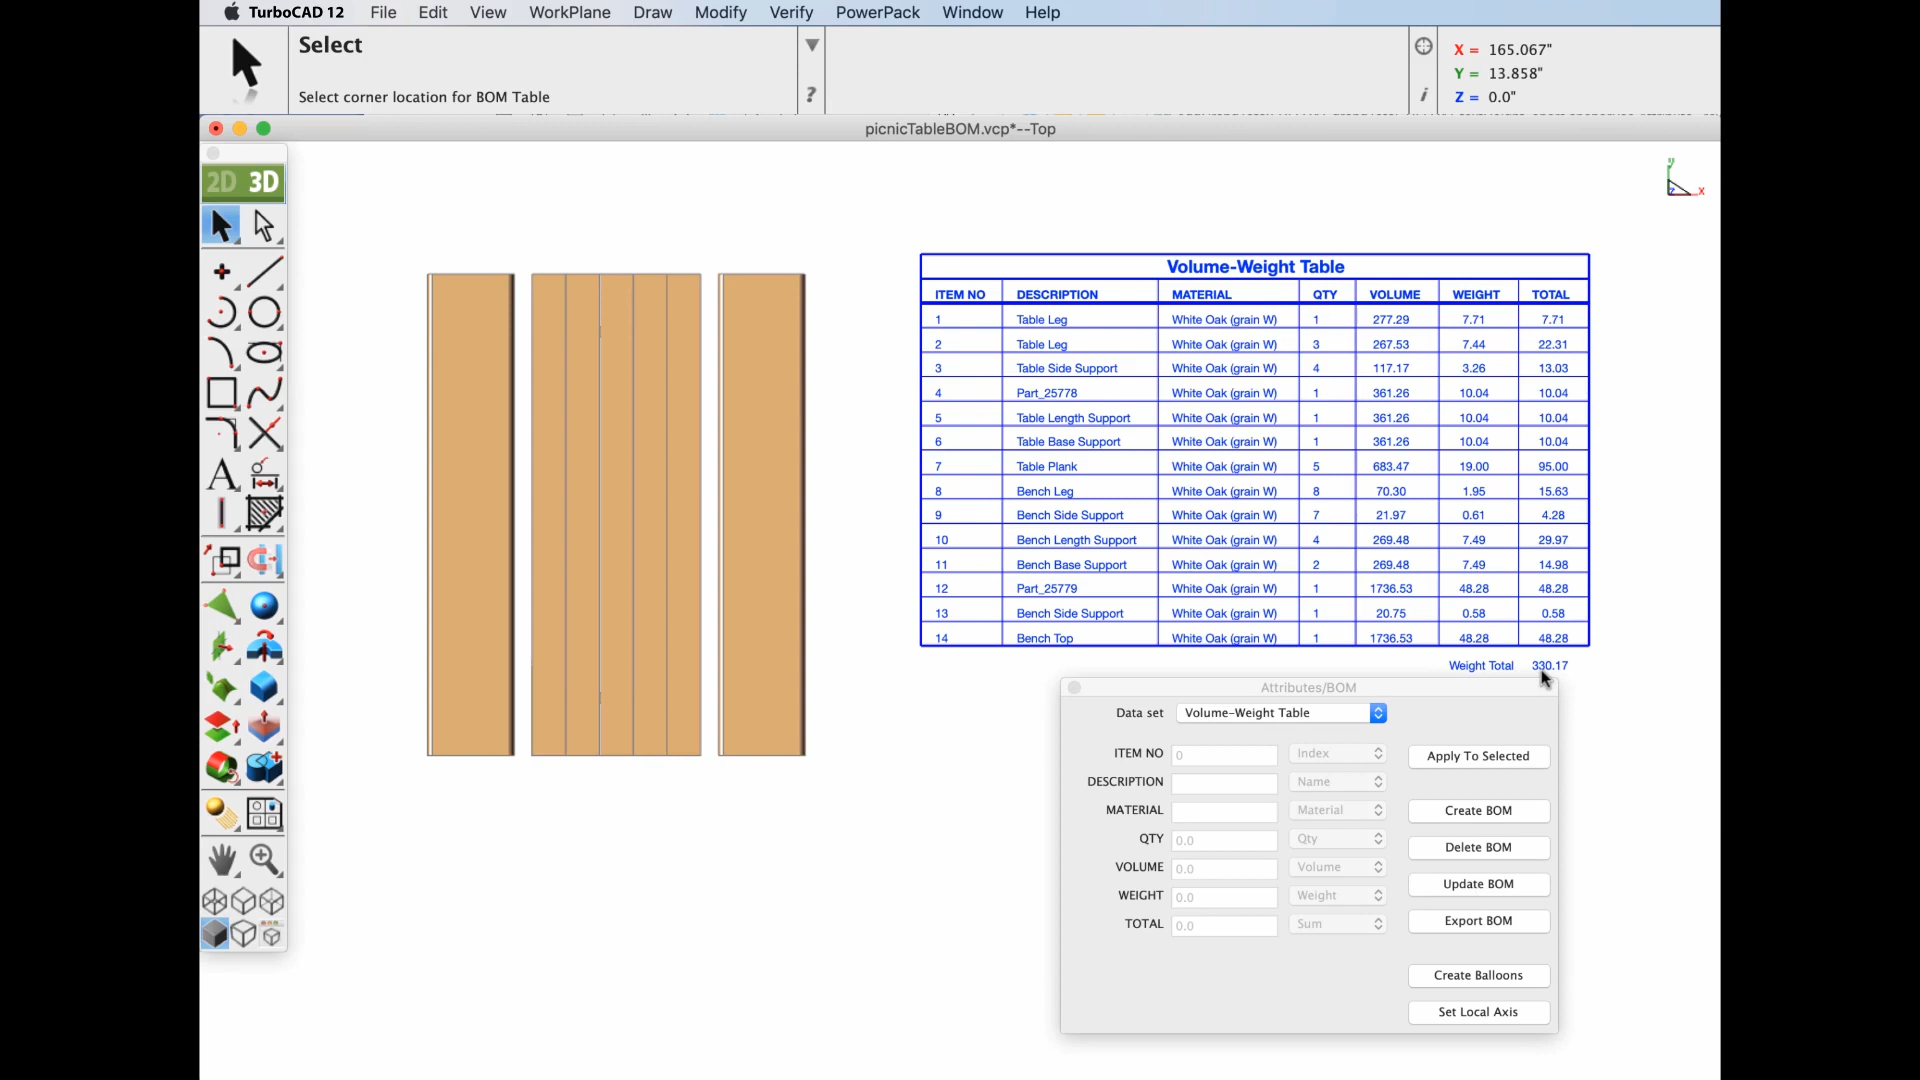 TurboCAD 12 File Edit View WorkPlane Draw Modify Verify PowerPack Window Help
Select
Select corner location for BOM Table
?
i
X = 165.067"
Y = 13.858"
Z = 0.0"
picnicTableBOM.vcp*--Top
2D 3D
A
y
z x
Volume-Weight Table
ITEM NO DESCRIPTION MATERIAL QTY VOLUME WEIGHT TOTAL
1 Table Leg White Oak (grain W) 1 277.29 7.71 7.71
2 Table Leg White Oak (grain W) 3 267.53 7.44 22.31
3 Table Side Support White Oak (grain W) 4 117.17 3.26 13.03
4 Part_25778 White Oak (grain W) 1 361.26 10.04 10.04
5 Table Length Support White Oak (grain W) 1 361.26 10.04 10.04
6 Table Base Support White Oak (grain W) 1 361.26 10.04 10.04
7 Table Plank White Oak (grain W) 5 683.47 19.00 95.00
8 Bench Leg White Oak (grain W) 8 70.30 1.95 15.63
9 Bench Side Support White Oak (grain W) 7 21.97 0.61 4.28
10 Bench Length Support White Oak (grain W) 4 269.48 7.49 29.97
11 Bench Base Support White Oak (grain W) 2 269.48 7.49 14.98
12 Part_25779 White Oak (grain W) 1 1736.53 48.28 48.28
13 Bench Side Support White Oak (grain W) 1 20.75 0.58 0.58
14 Bench Top White Oak (grain W) 1 1736.53 48.28 48.28
Weight Total 330.17
Attributes/BOM
Data set Volume-Weight Table
ITEM NO 0 Index Apply To Selected
DESCRIPTION Name
MATERIAL Material Create BOM
QTY 0.0 Qty Delete BOM
VOLUME 0.0 Volume Update BOM
WEIGHT 0.0 Weight
TOTAL 0.0 Sum Export BOM
Create Balloons
Set Local Axis